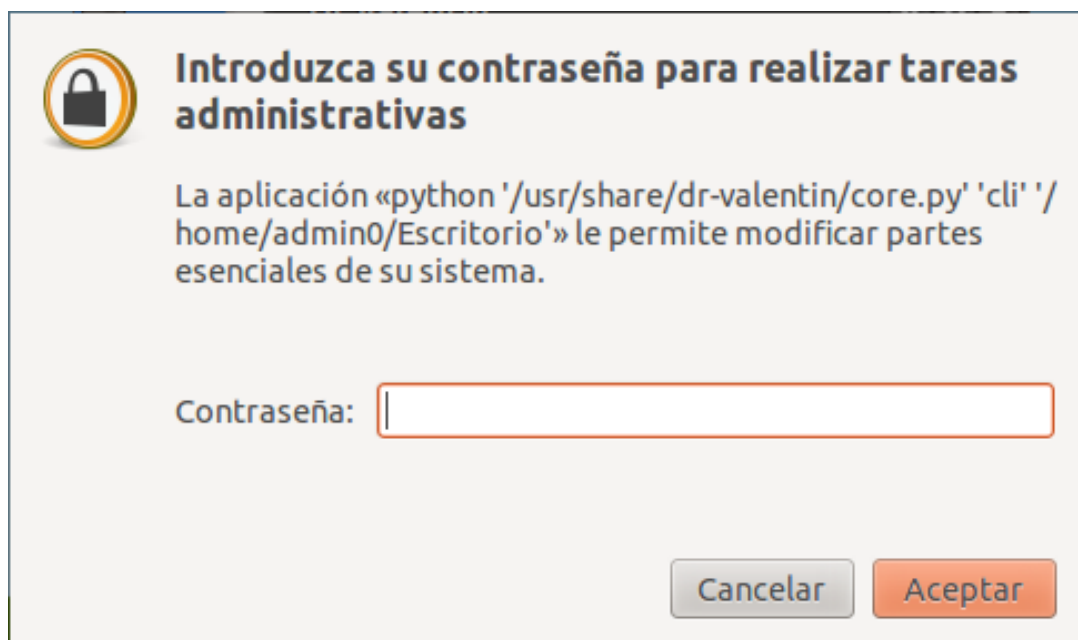 Introduzca su contraseña para realizar tareas
administrativas
La aplicación «python '/usr/share/dr-valentin/core.py' 'cli' '/
home/admin0/Escritorio'» le permite modificar partes
esenciales de su sistema.
Contraseña:
Cancelar
Aceptar